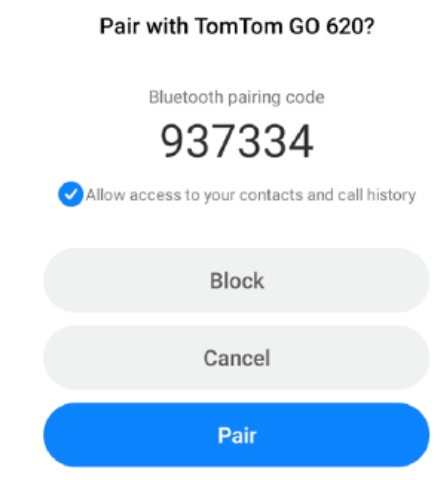 Pair with TomTom GO 620?
Bluetooth pairing code
937334
Allow access to your contacts and call history
Block
Cancel
Pair